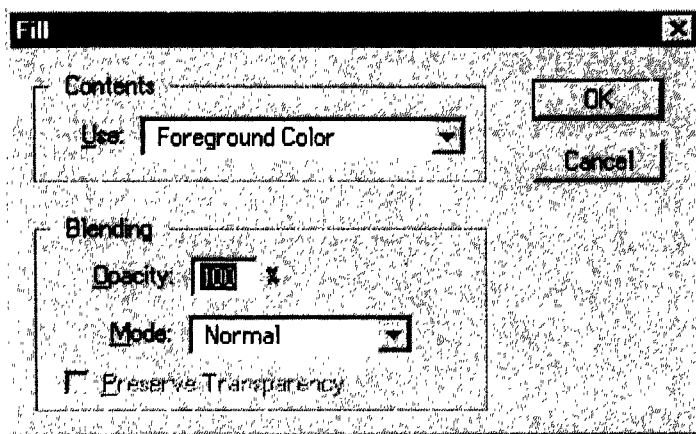 Fill
Contents
OK
Use: Foreground Color
Cancel
Blending
Opacity: 100 %
Mode: Normal
Preserve Transparency